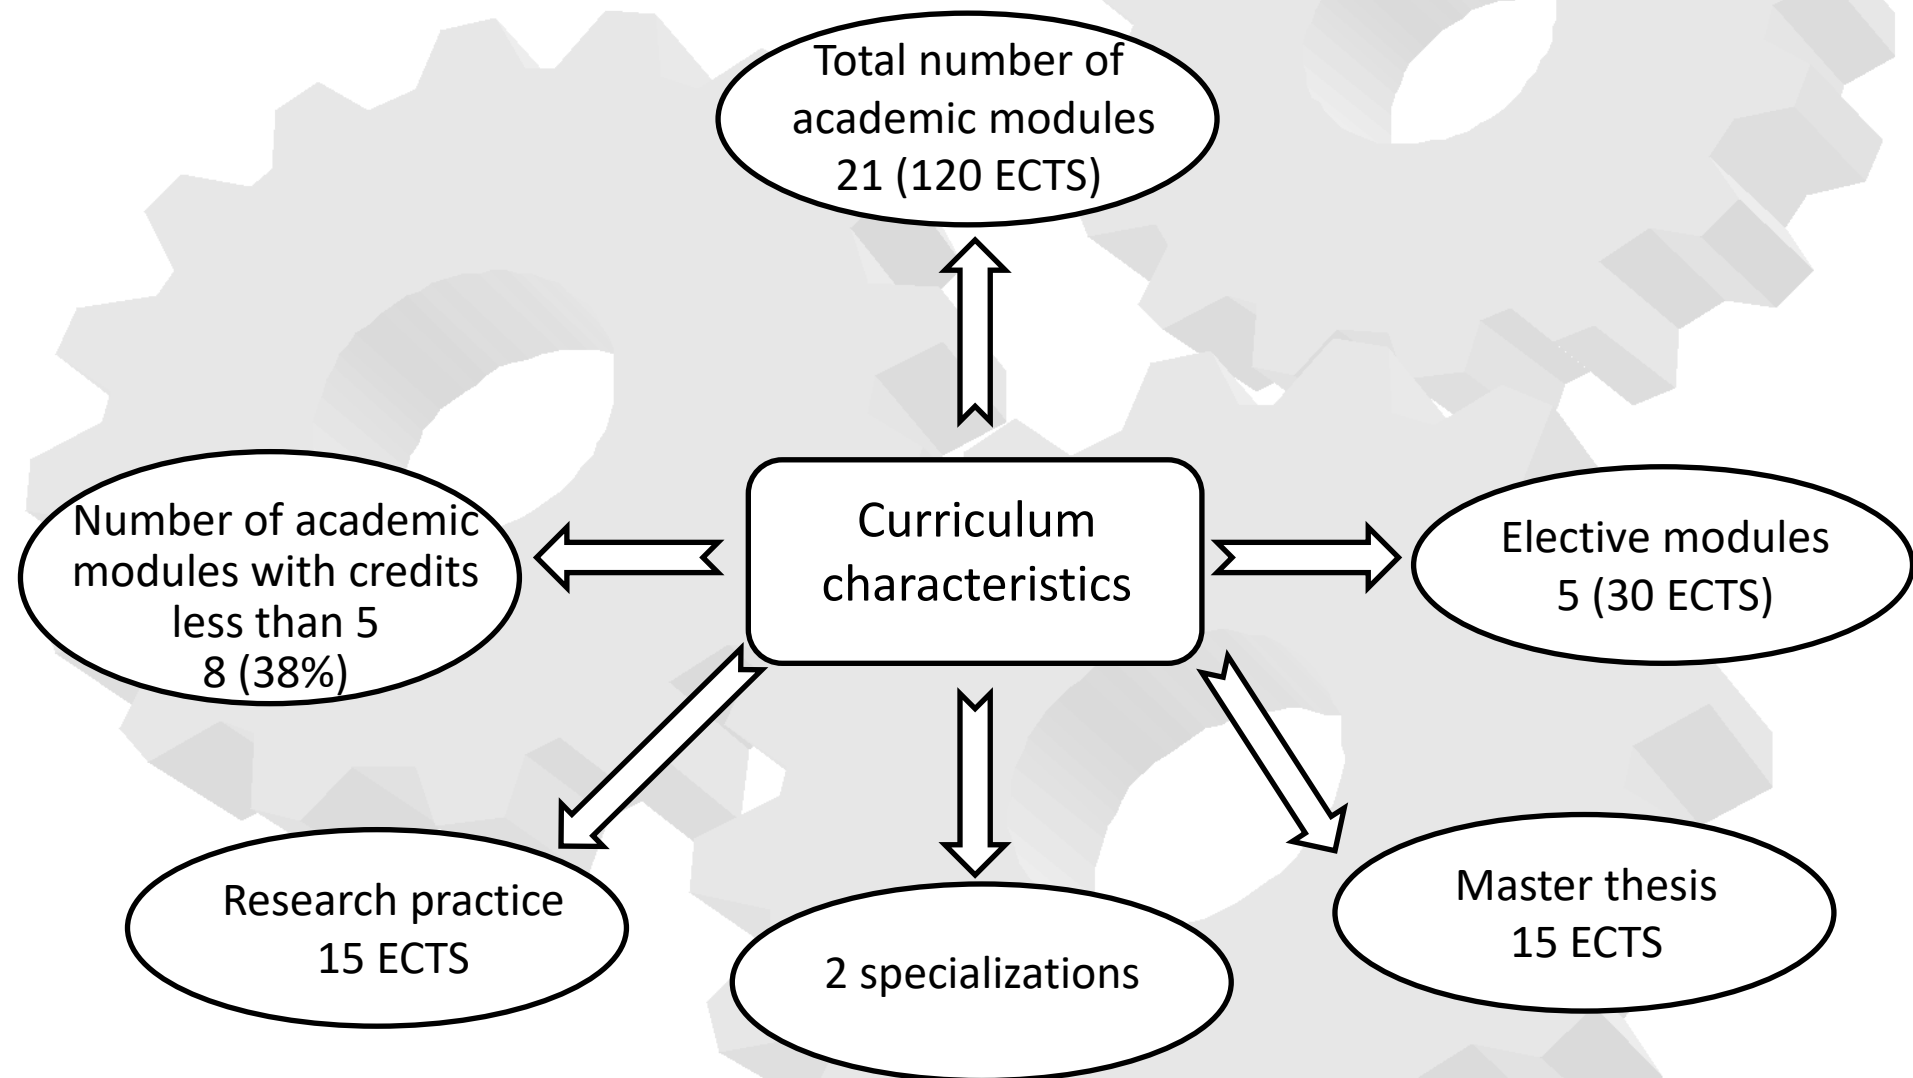 Total number of
academic modules
21 (120 ECTS)
Number of academic
modules with credits
less than 5
8 (38%)
Curriculum
characteristics
Elective modules
5 (30 ECTS)
Research practice
15 ECTS
2 specializations
Master thesis
15 ECTS